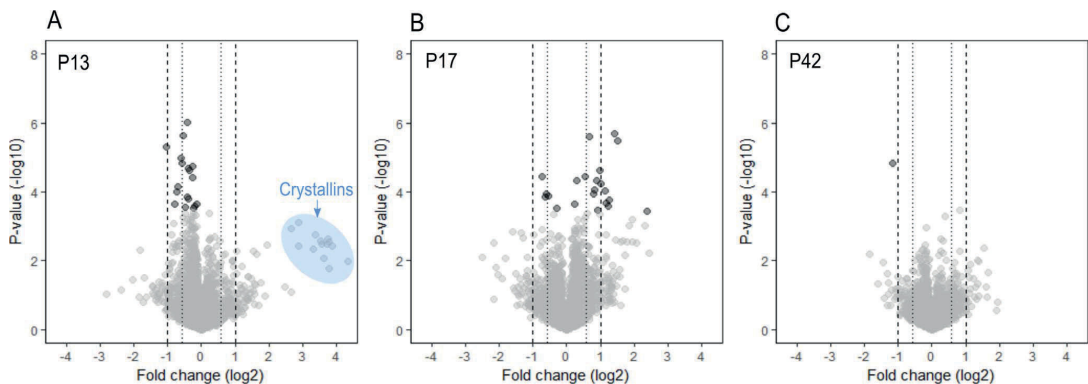 A
P13
P-value (-log10)
8
6
4
2
0
Crystallins
-4 -3 -2 -1 0 1 2 3 4
Fold change (log2)
B
P17
P-value (-log10)
8
6
4
2
0
-4 -3 -2 -1 0 1 2 3 4
Fold change (log2)
C
P42
P-value (-log10)
8
6
4
2
0
-4 -3 -2 -1 0 1 2 3 4
Fold change (log2)